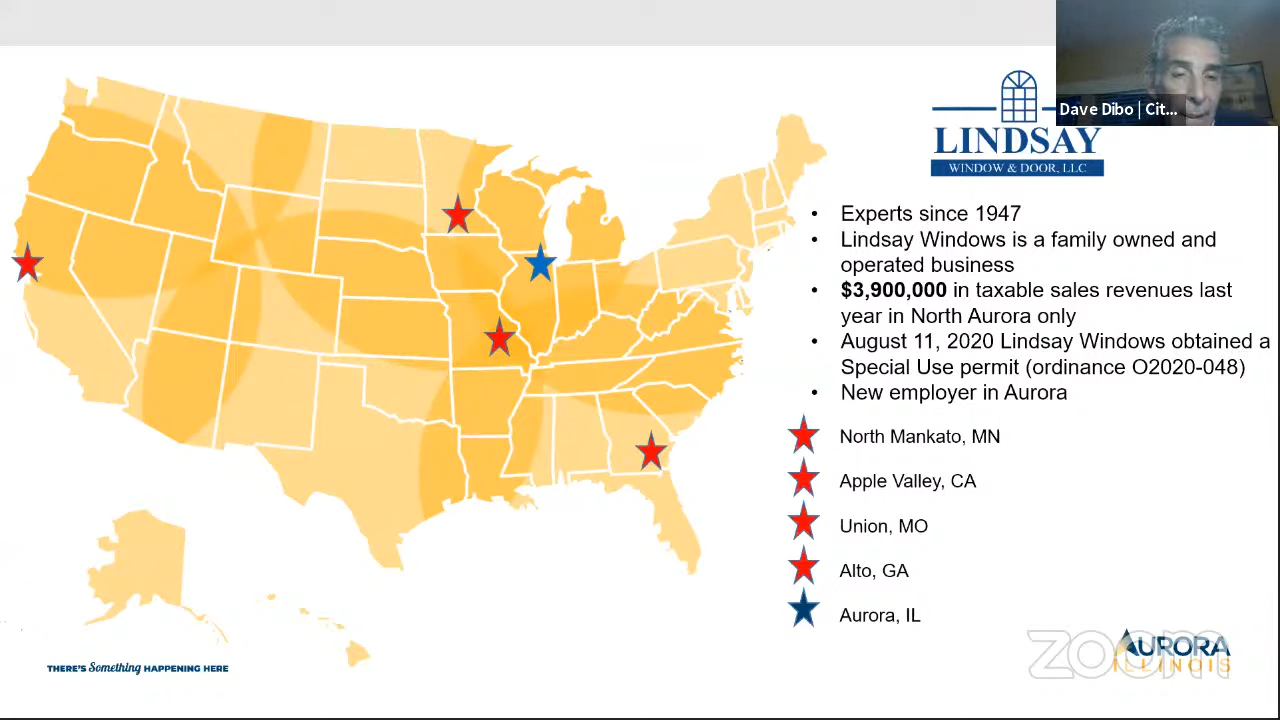 Dave Dibo | Cit...
LINDSAY
WINDOW & DOOR, LLC
• Experts since 1947
• Lindsay Windows is a family owned and
operated business
• $3,900,000 in taxable sales revenues last
year in North Aurora only
• August 11, 2020 Lindsay Windows obtained a
Special Use permit (ordinance O2020-048)
• New employer in Aurora
North Mankato, MN
Apple Valley, CA
Union, MO
Alto, GA
Aurora, IL
THERE'S Something HAPPENING HERE
zoom
AURORA
ILLINOIS